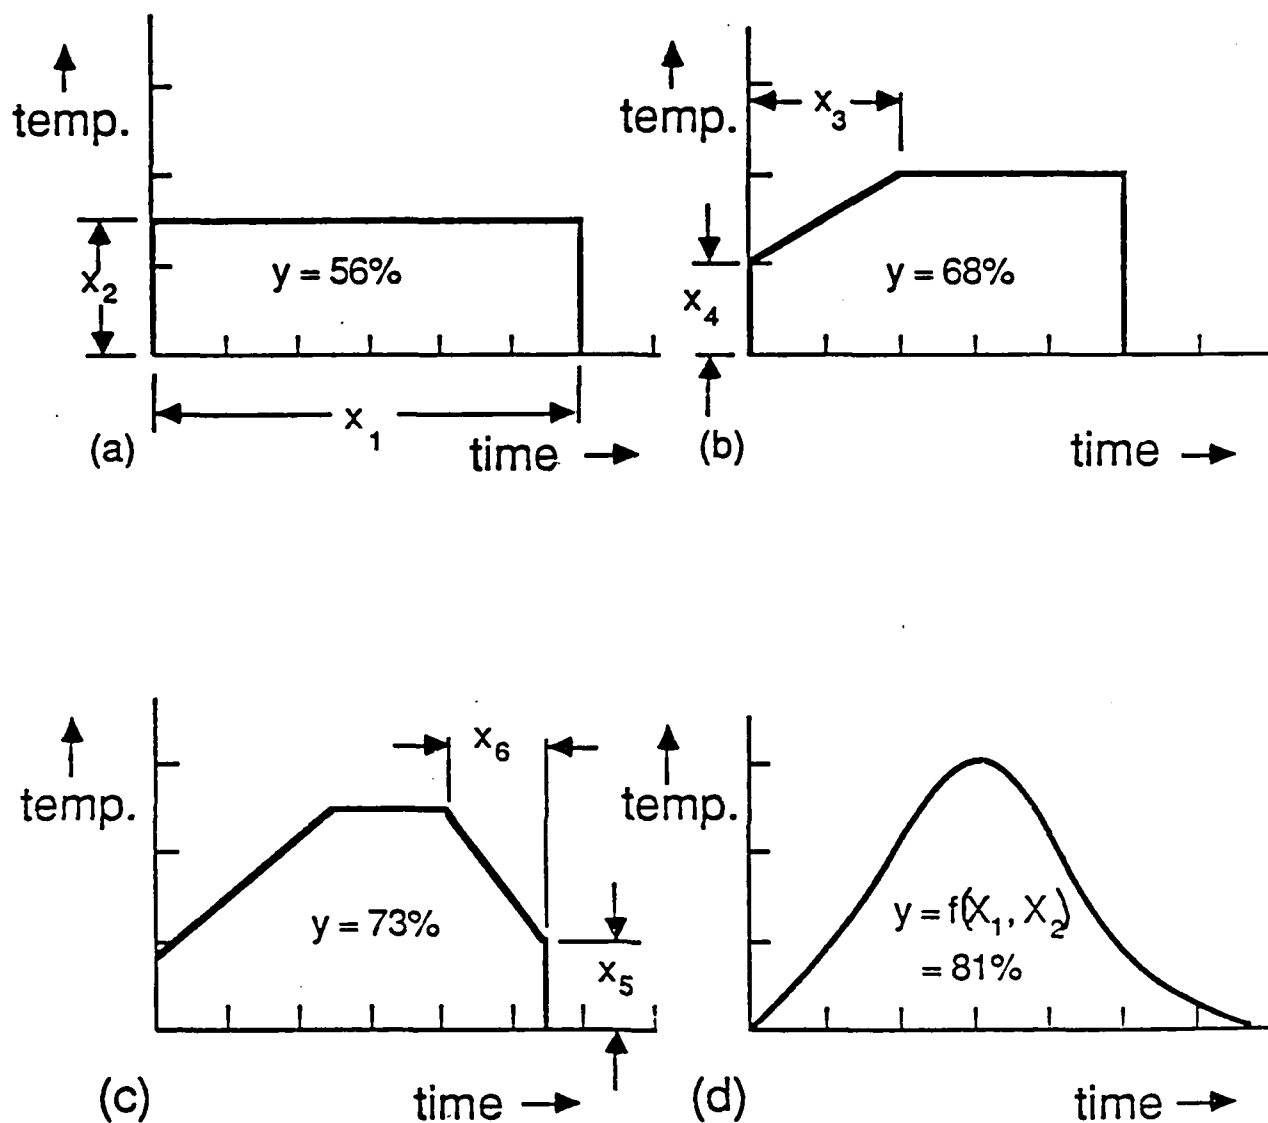 temp.
x2
y = 56%
x1
(a)
time
temp.
x3
x4
y = 68%
(b)
time
temp.
x6
y = 73%
x5
(c)
time
temp.
y = f(X1, X2)
= 81%
(d)
time